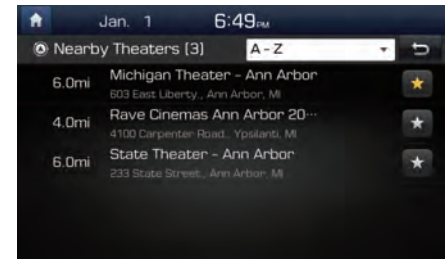 Jan. 1 6:49PM
Nearby Theaters (3) A - Z
6.0mi Michigan Theater - Ann Arbor
603 East Liberty., Ann Arbor, MI
4.0mi Rave Cinemas Ann Arbor 20···
4100 Carpenter Road., Ypsilanti, MI
6.0mi State Theater - Ann Arbor
233 State Street., Ann Arbor, MI